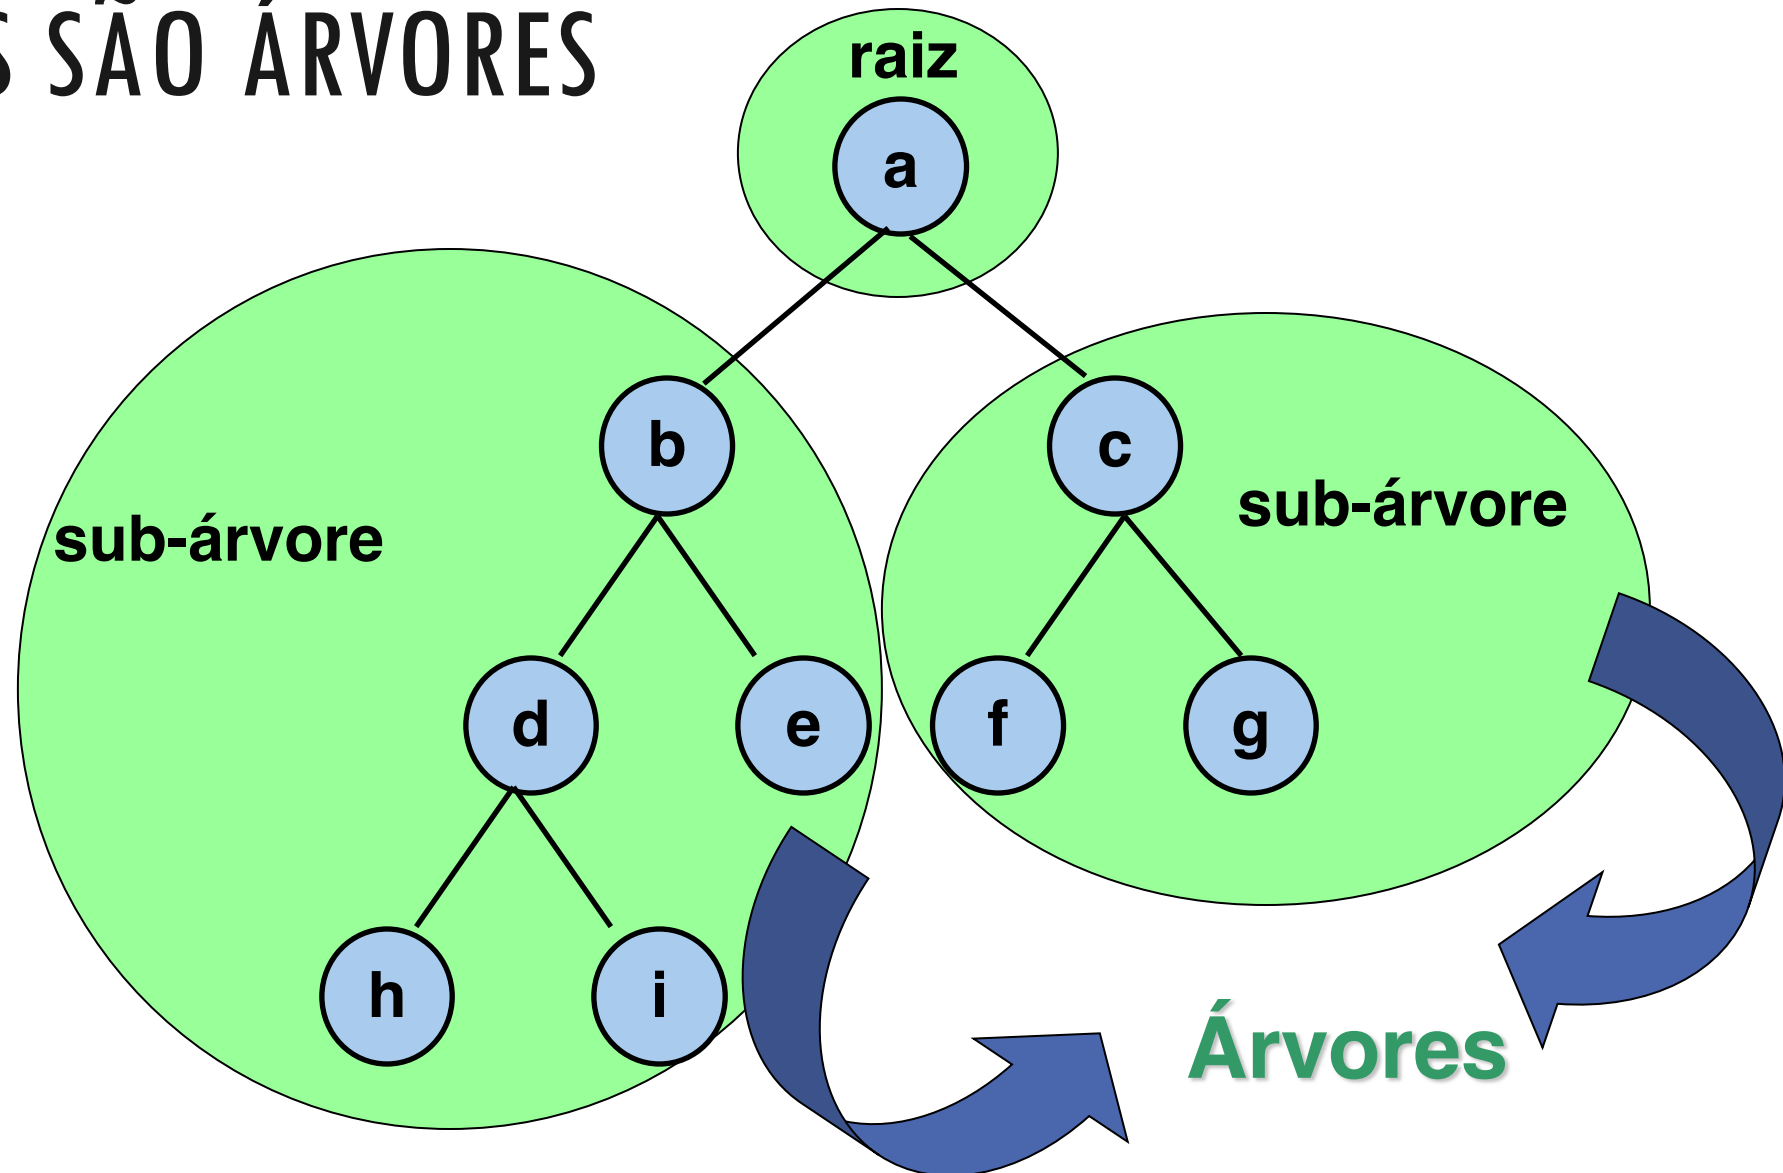 S SÃO ÁRVORES
raiz
a
b
c
sub-árvore
sub-árvore
d
e
f
g
h
i
Árvores